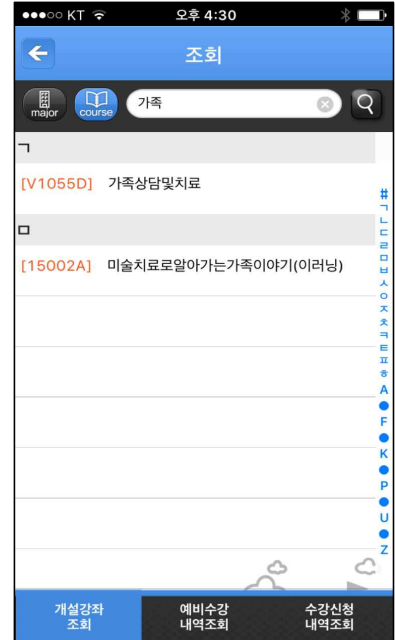 KT 오후 4:30
조회
major course 가족
ㄱ
[V1055D] 가족상담및치료
ㅁ
[15002A] 미술치료로알아가는가족이야기(이러닝)
#
ㄱ
ㄴ
ㄷ
ㄹ
ㅁ
ㅂ
ㅅ
ㅇ
ㅈ
ㅊ
ㅋ
ㅌ
ㅍ
ㅎ
A
F
K
P
U
Z
개설강좌 예비수강 수강신청
조회 내역조회 내역조회